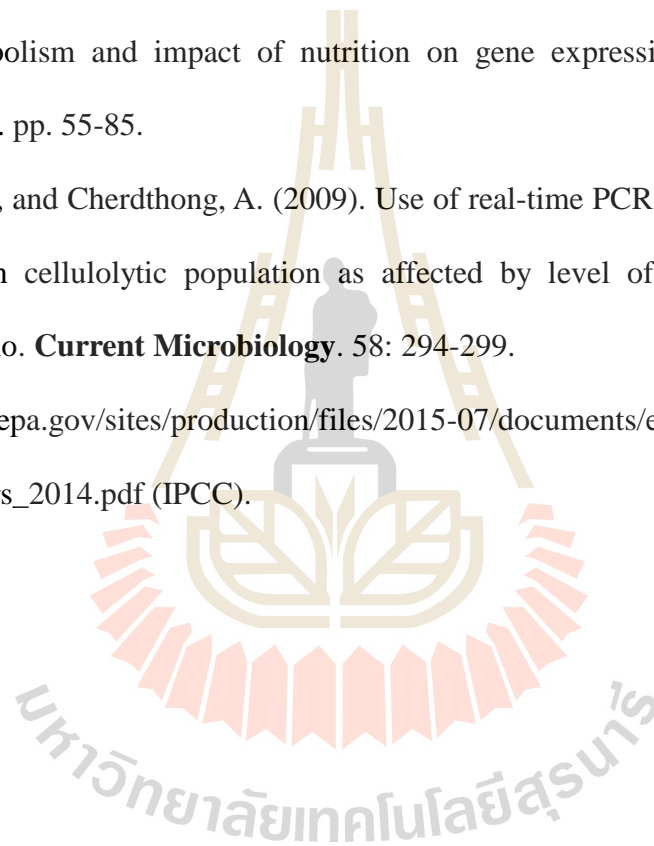 bolism and impact of nutrition on gene expressi
. pp. 55-85.
, and Cherdthong, A. (2009). Use of real-time PCR
n cellulolytic population as affected by level of
o. Current Microbiology. 58: 294-299.
epa.gov/sites/production/files/2015-07/documents/e
rs_2014.pdf (IPCC).
มหาวิทยาลัยเทคโนโลยีสุรนารี